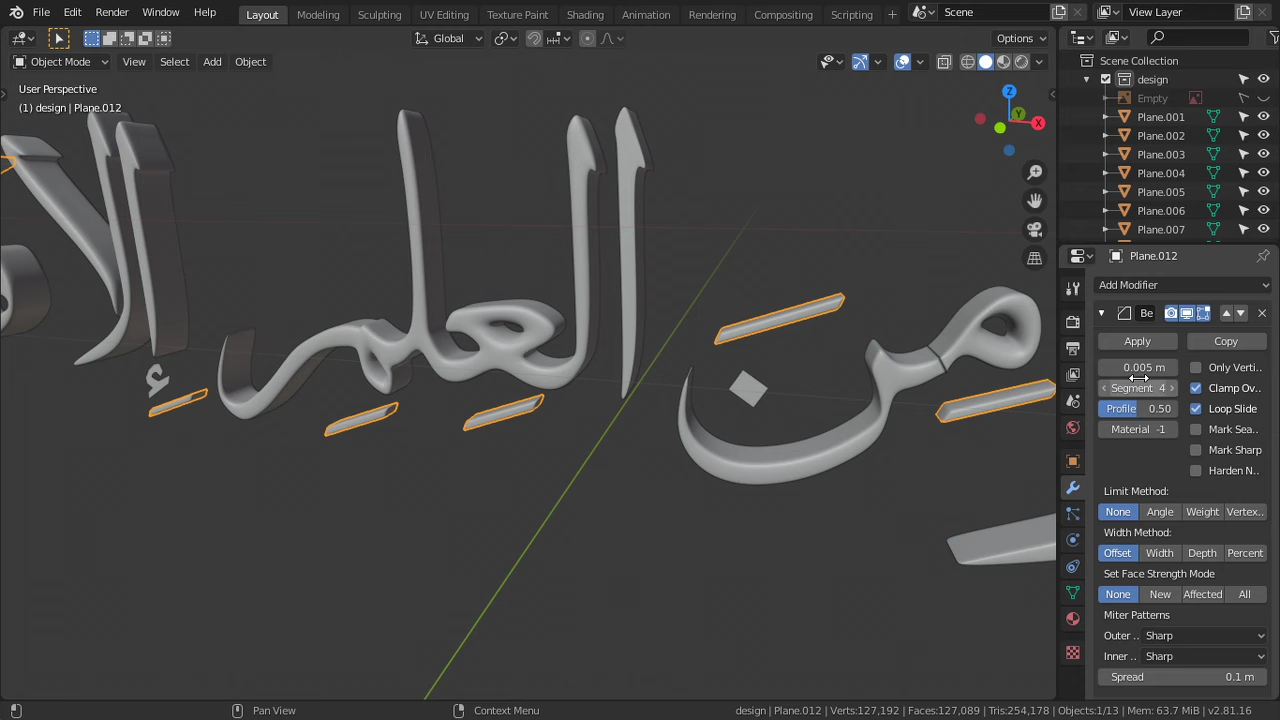 File Edit Render Window Help Layout Modeling Sculpting UV Editing Texture Paint Shading Animation Rendering Compositing Scripting + Scene View Layer
Global Options
Object Mode View Select Add Object
User Perspective
(1) design | Plane.012
Z
Y
X
من العليم
Scene Collection
design
Empty
Plane.001
Plane.002
Plane.003
Plane.004
Plane.005
Plane.006
Plane.007
Plane.012
Add Modifier
Be
Apply Copy
0.005 m Only Verti..
Segment 4 Clamp Ov..
Profile 0.50 Loop Slide
Material -1 Mark Sea..
Mark Sharp
Harden N..
Limit Method:
None Angle Weight Vertex..
Width Method:
Offset Width Depth Percent
Set Face Strength Mode
None New Affected All
Miter Patterns
Outer .. Sharp
Inner .. Sharp
Spread 0.1 m
Pan View Context Menu design | Plane.012 | Verts:127,192 | Faces:127,089 | Tris:254,178 | Objects:1/13 | Mem: 63.7 MiB | v2.81.16